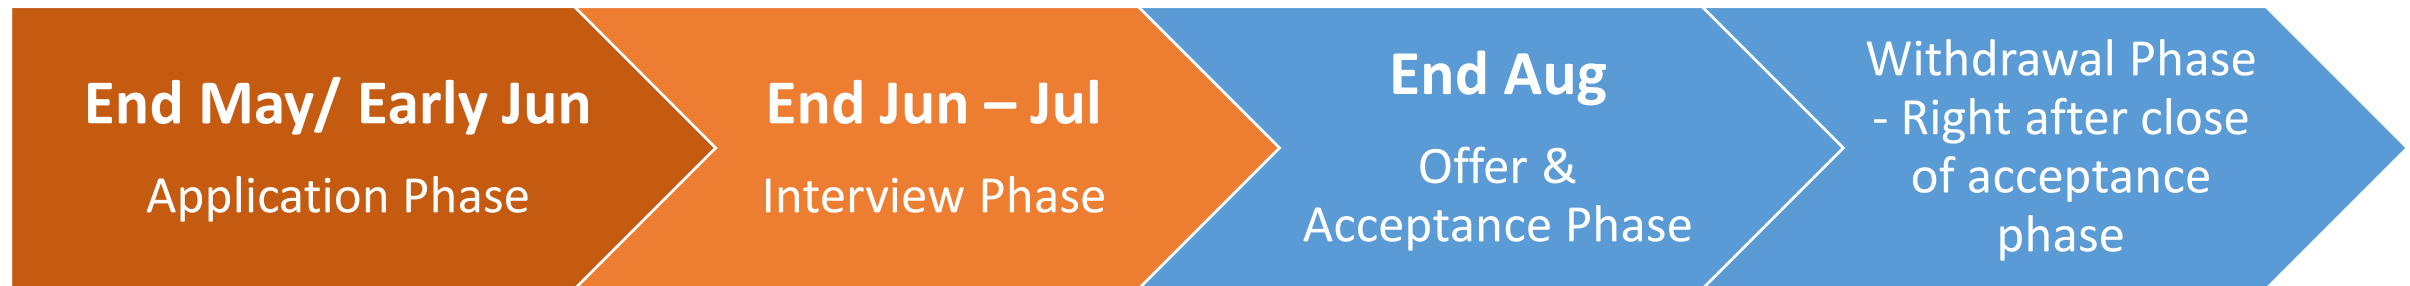 End May/ Early Jun
Application Phase
End Jun – Jul
Interview Phase
End Aug
Offer &
Acceptance Phase
Withdrawal Phase
- Right after close
of acceptance
phase